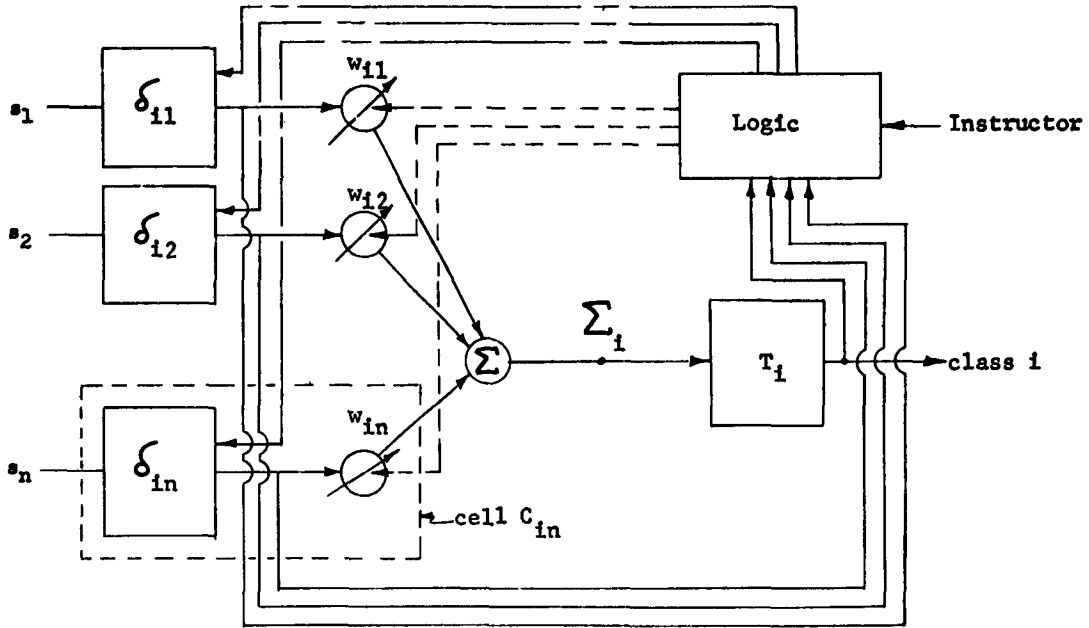 s1
δi1
wi1
Logic
Instructor
s2
δi2
wi2
Σ
Σi
Ti
class i
sn
δin
win
cell Cin